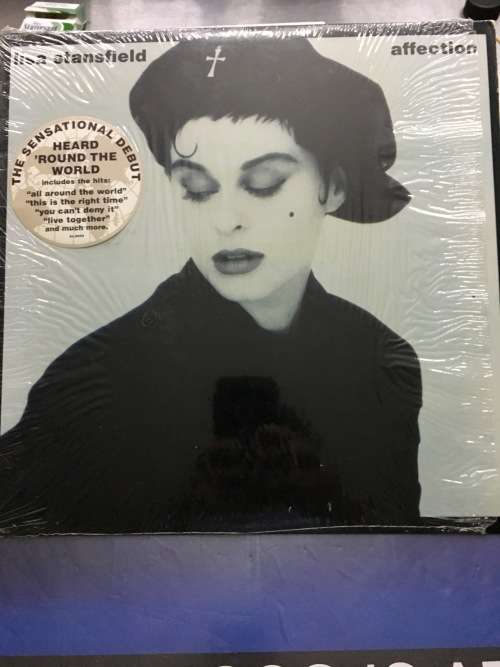 lisa stansfield
affection
THE SENSATIONAL DEBUT
HEARD
'ROUND THE
WORLD
includes the hits:
"all around the world"
"this is the right time"
"you can't deny it"
"live together"
and much more.